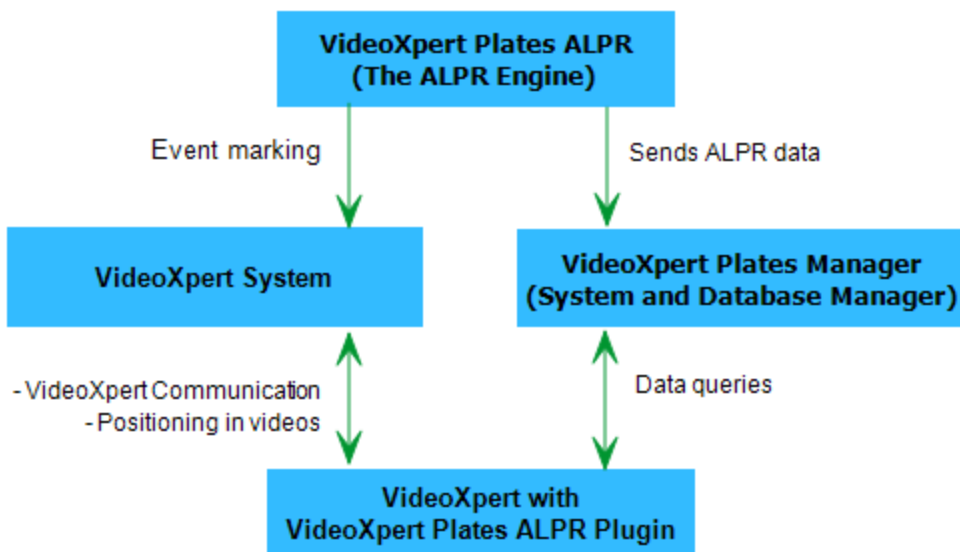 VideoXpert Plates ALPR
(The ALPR Engine)
Event marking
Sends ALPR data
VideoXpert System
VideoXpert Plates Manager
(System and Database Manager)
- VideoXpert Communication
- Positioning in videos
Data queries
VideoXpert with
VideoXpert Plates ALPR Plugin